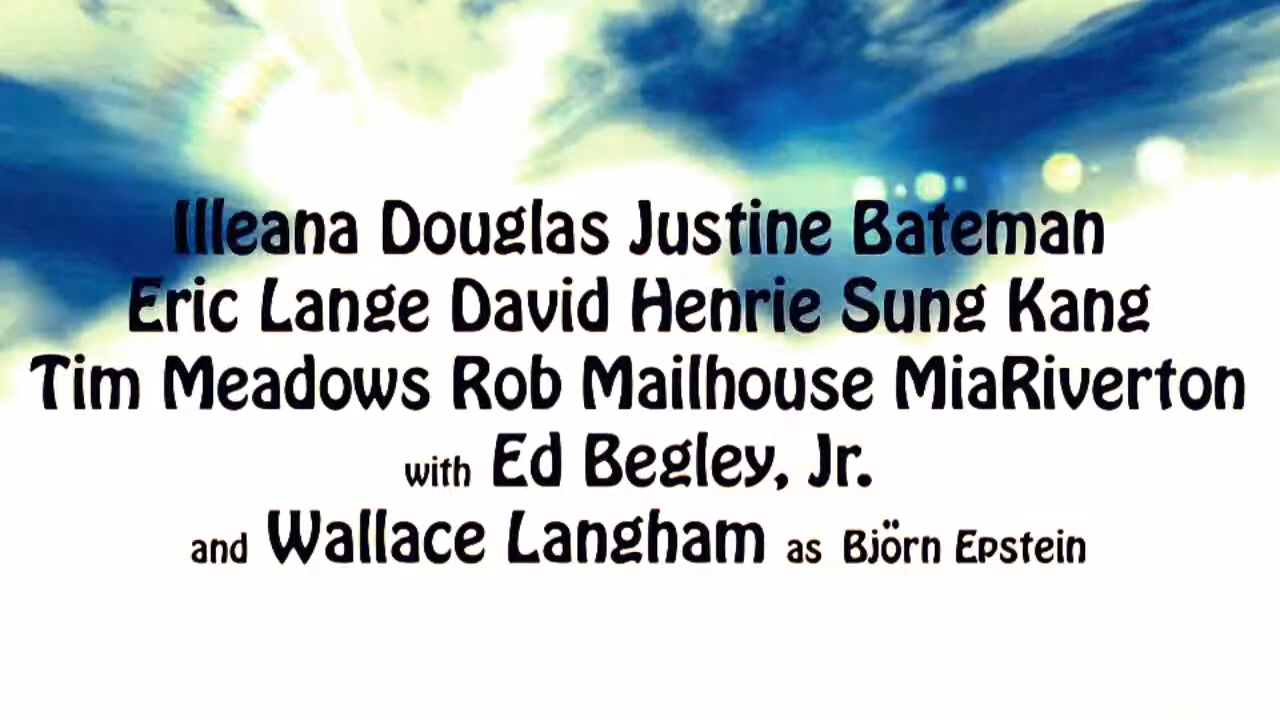 Illeana Douglas Justine Bateman
Eric Lange David Henrie Sung Kang
Tim Meadows Rob Mailhouse MiaRiverton
with Ed Begley, Jr.
and Wallace Langham as Björn Epstein